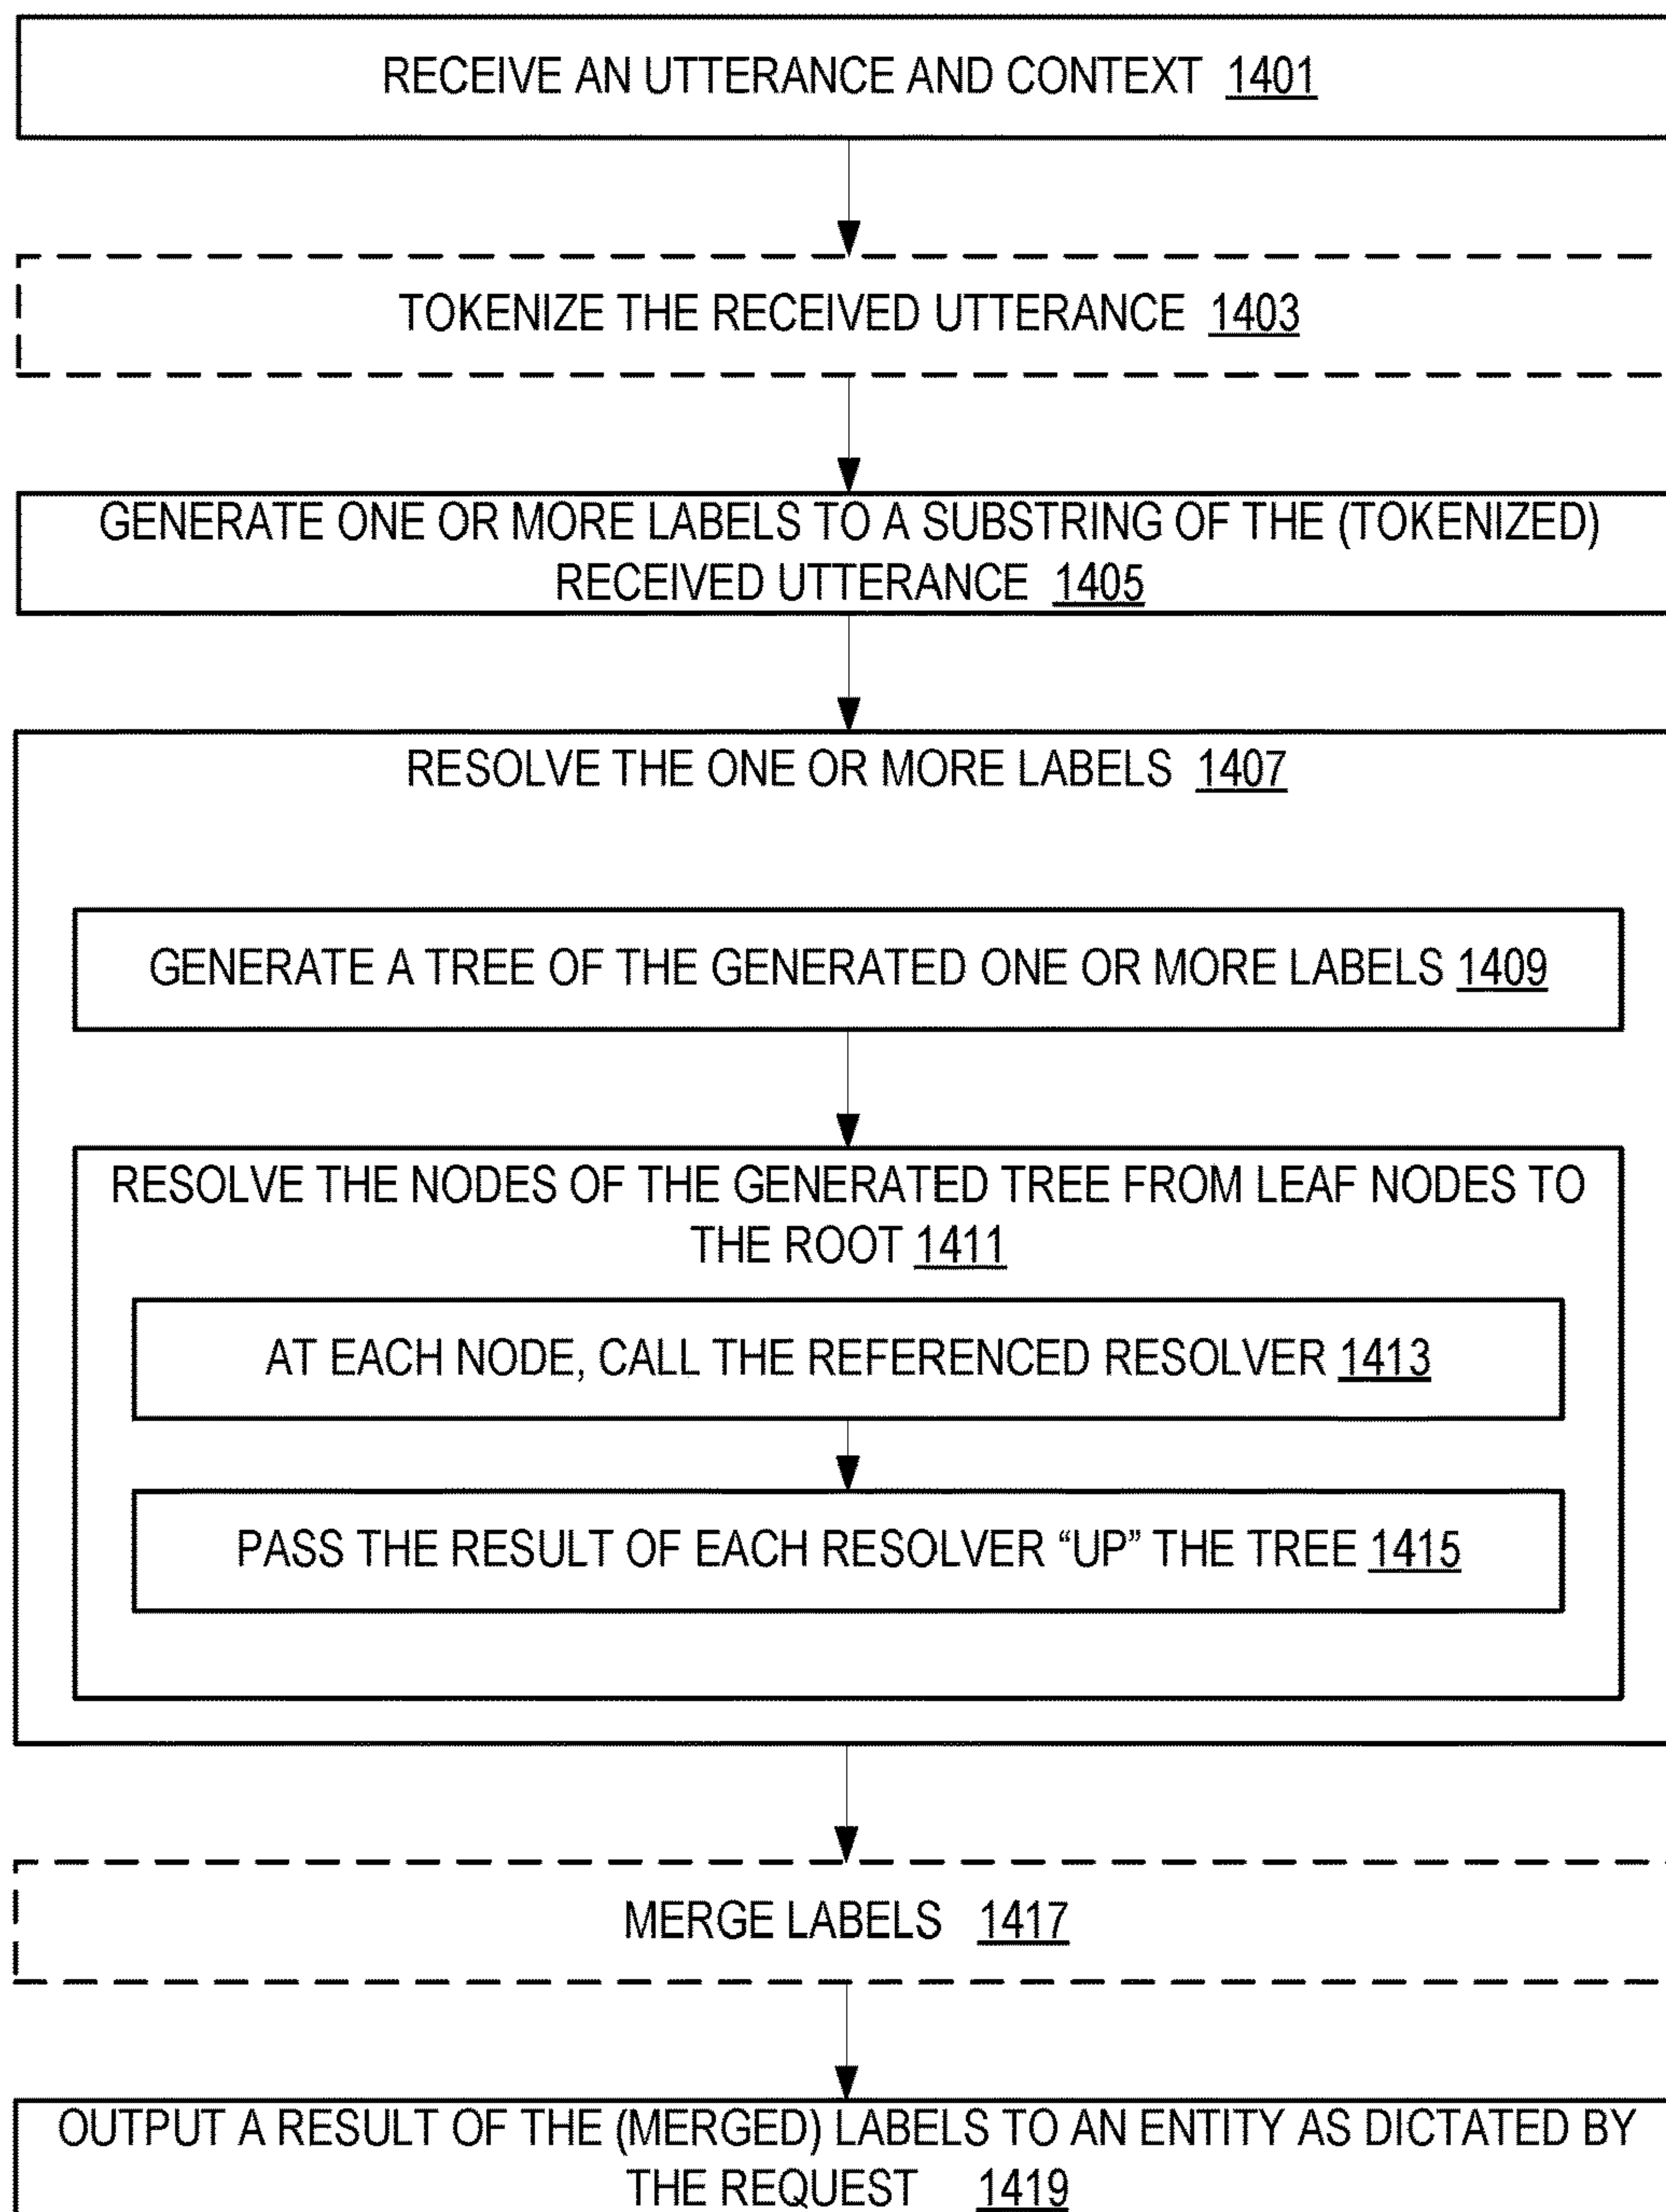 RECEIVE AN UTTERANCE AND CONTEXT 1401
TOKENIZE THE RECEIVED UTTERANCE 1403
GENERATE ONE OR MORE LABELS TO A SUBSTRING OF THE (TOKENIZED)
RECEIVED UTTERANCE 1405
RESOLVE THE ONE OR MORE LABELS 1407
GENERATE A TREE OF THE GENERATED ONE OR MORE LABELS 1409
RESOLVE THE NODES OF THE GENERATED TREE FROM LEAF NODES TO
THE ROOT 1411
AT EACH NODE, CALL THE REFERENCED RESOLVER 1413
PASS THE RESULT OF EACH RESOLVER “UP” THE TREE 1415
MERGE LABELS 1417
OUTPUT A RESULT OF THE (MERGED) LABELS TO AN ENTITY AS DICTATED BY
THE REQUEST 1419